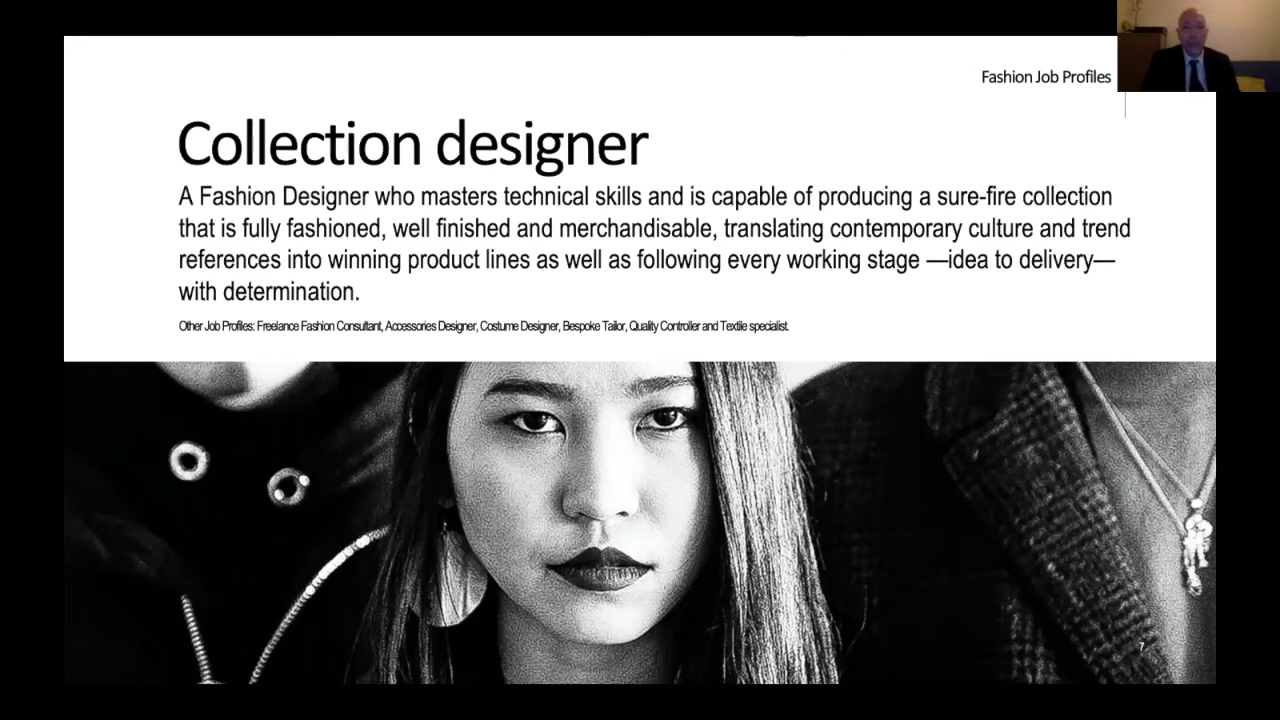 Fashion Job Profiles
Collection designer
A Fashion Designer who masters technical skills and is capable of producing a sure-fire collection
that is fully fashioned, well finished and merchandisable, translating contemporary culture and trend
references into winning product lines as well as following every working stage —idea to delivery—
with determination.
Other Job Profiles: Freelance Fashion Consultant, Accessories Designer, Costume Designer, Bespoke Tailor, Quality Controller and Textile specialist.
7